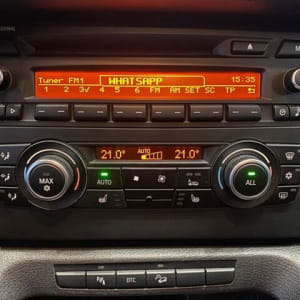 Tuner FM1 WHATSAPP 15:35
1 2 3√ 4 5 6 FM AM SET SC TP
21.0° AUTO 21.0°
MAX AUTO ALL
DTC